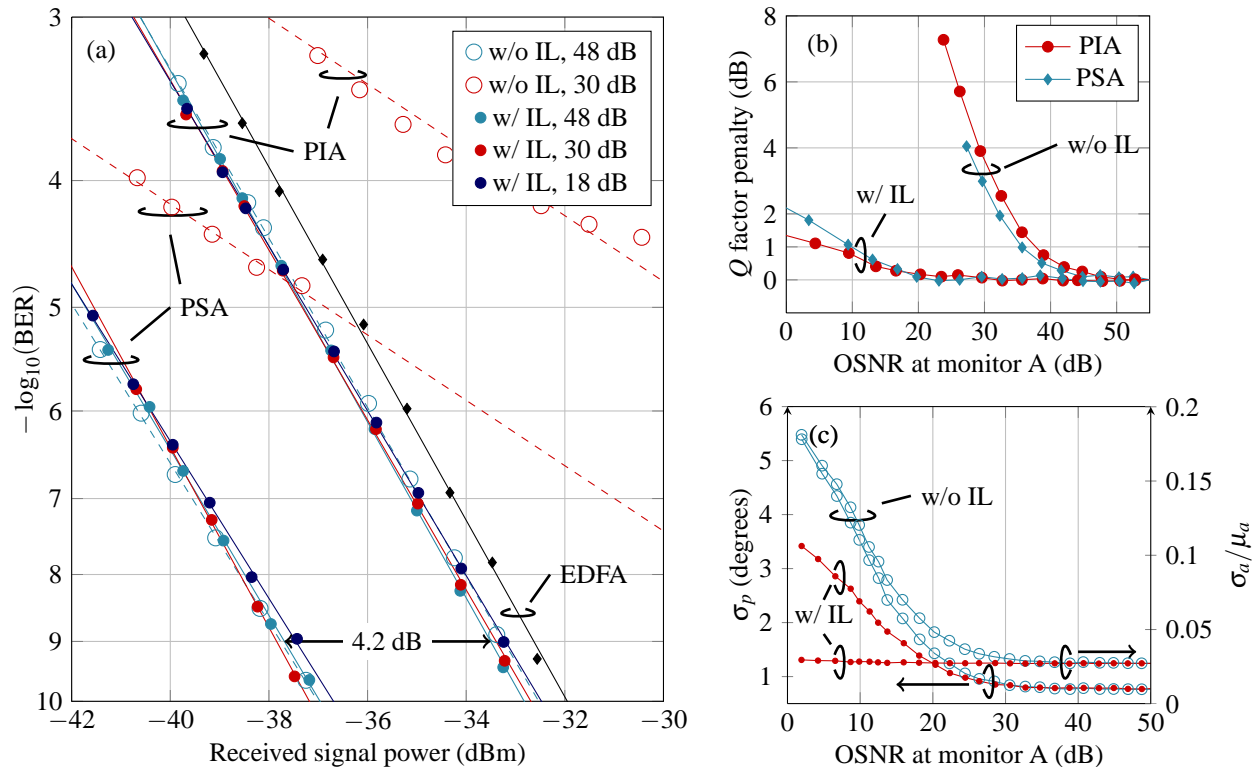 (a)
w/o IL, 48 dB
w/o IL, 30 dB
w/ IL, 48 dB
w/ IL, 30 dB
w/ IL, 18 dB
PIA
PSA
EDFA
4.2 dB
3
4
5
6
7
8
9
10
− log10(BER)
−42 −40 −38 −36 −34 −32 −30
Received signal power (dBm)
(b)
PIA
PSA
w/o IL
w/ IL
8
6
4
2
1
0
Q factor penalty (dB)
0 10 20 30 40 50
OSNR at monitor A (dB)
(c)
w/o IL
w/ IL
6
5
4
3
2
1
σp (degrees)
0.2
0.1
0
σa/μa
0 10 20 30 40 50
OSNR at monitor A (dB)